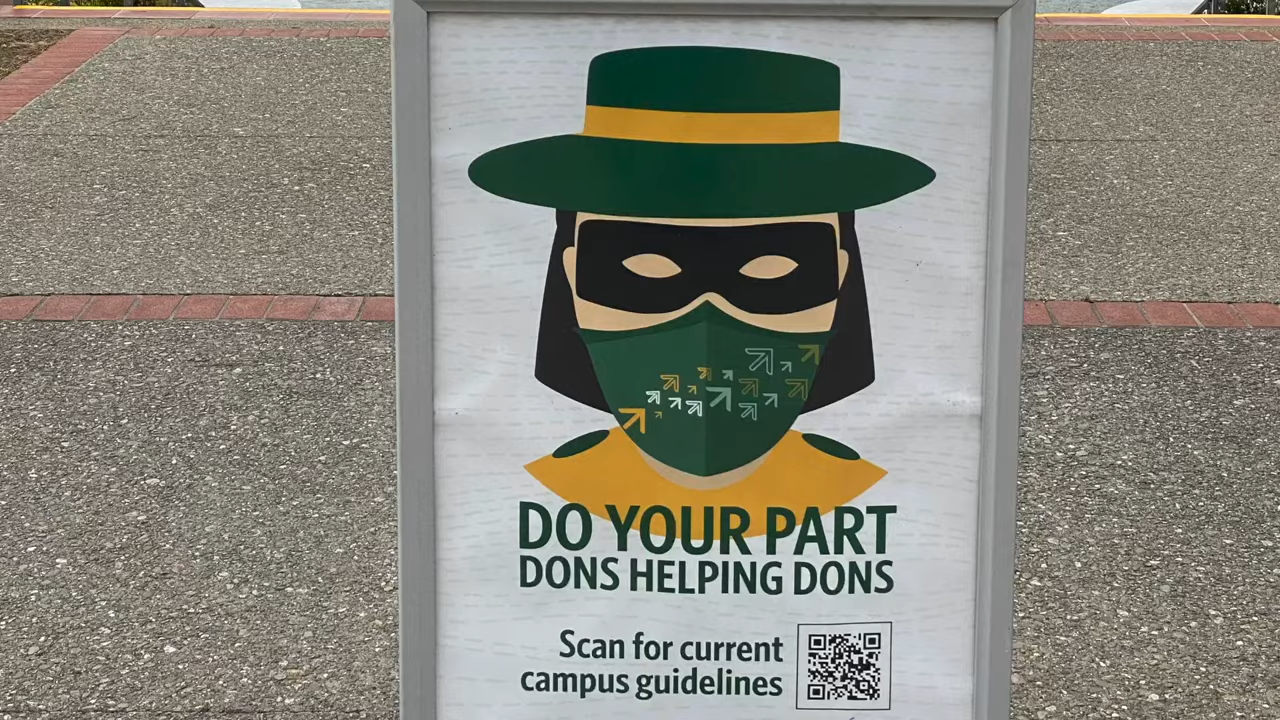 DO YOUR PART
DONS HELPING DONS
Scan for current
campus guidelines